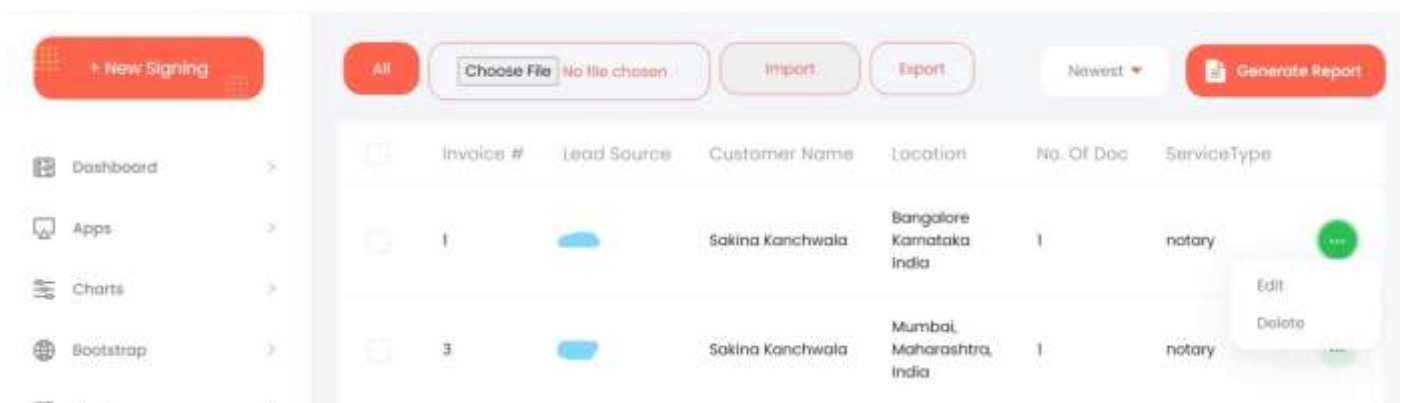 + New Signing
All
Choose File No file chosen
Import
Export
Newest
Generate Report
Invoice #
Lead Source
Customer Name
Location
No. Of Doc
ServiceType
Dashboard
Apps
Charts
Bootstrap
1
Sakina Kanchwala
Bangalore
Karnataka
India
1
notary
...
Edit
Delete
3
Sakina Kanchwala
Mumbai,
Maharashtra,
India
1
notary
...